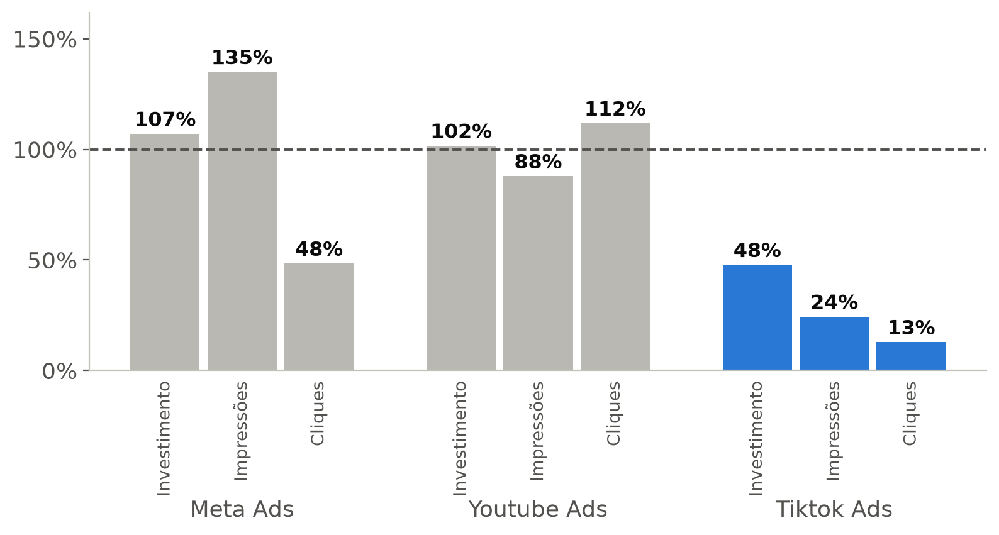 150%
100%
50%
0%
107%
135%
48%
102%
88%
112%
48%
24%
13%
Investimento
Impressões
Cliques
Investimento
Impressões
Cliques
Investimento
Impressões
Cliques
Meta Ads
Youtube Ads
Tiktok Ads